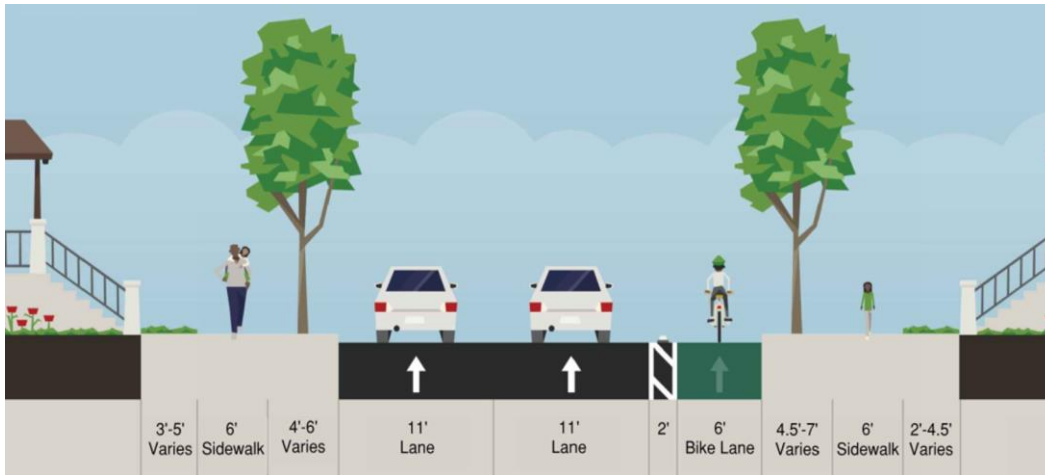 3'-5'
Varies
6'
Sidewalk
4'-6'
Varies
11'
Lane
11'
Lane
2'
6'
Bike Lane
4.5'-7'
Varies
6'
Sidewalk
2'-4.5'
Varies